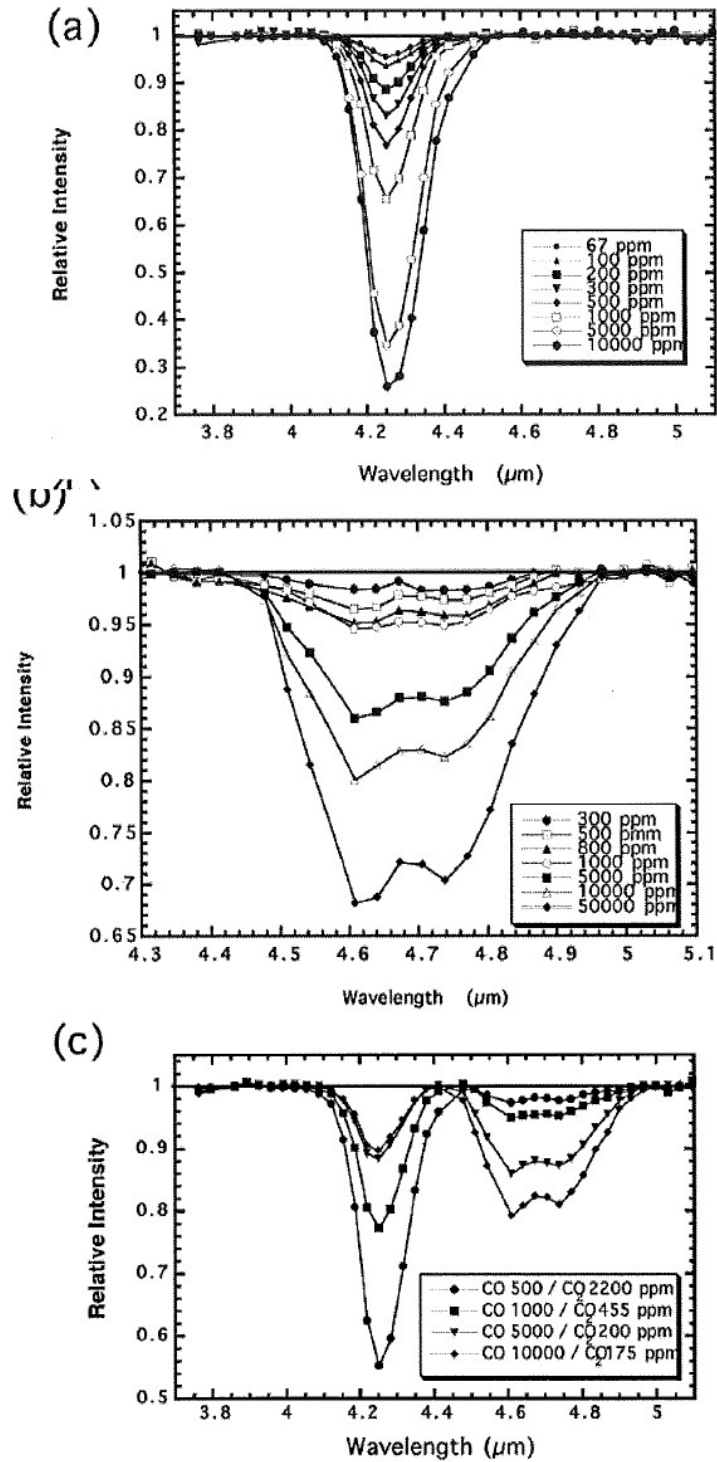 (a)
1
0.9
0.8
0.7
0.6
0.5
0.4
0.3
0.2
Relative Intensity
67 ppm
100 ppm
200 ppm
300 ppm
500 ppm
1000 ppm
5000 ppm
10000 ppm
3.8 4 4.2 4.4 4.6 4.8 5
Wavelength (μm)
(b)
1.05
1
0.95
0.9
0.85
0.8
0.75
0.7
0.65
Relative Intensity
300 ppm
500 pmm
800 ppm
1000 ppm
5000 ppm
10000 ppm
50000 ppm
4.3 4.4 4.5 4.6 4.7 4.8 4.9 5 5.1
Wavelength (μm)
(c)
1
0.9
0.8
0.7
0.6
0.5
Relative Intensity
CO 500 / CO2 2200 ppm
CO 1000 / CO2 455 ppm
CO 5000 / CO2 200 ppm
CO 10000 / CO2 175 ppm
3.8 4 4.2 4.4 4.6 4.8 5
Wavelength (μm)